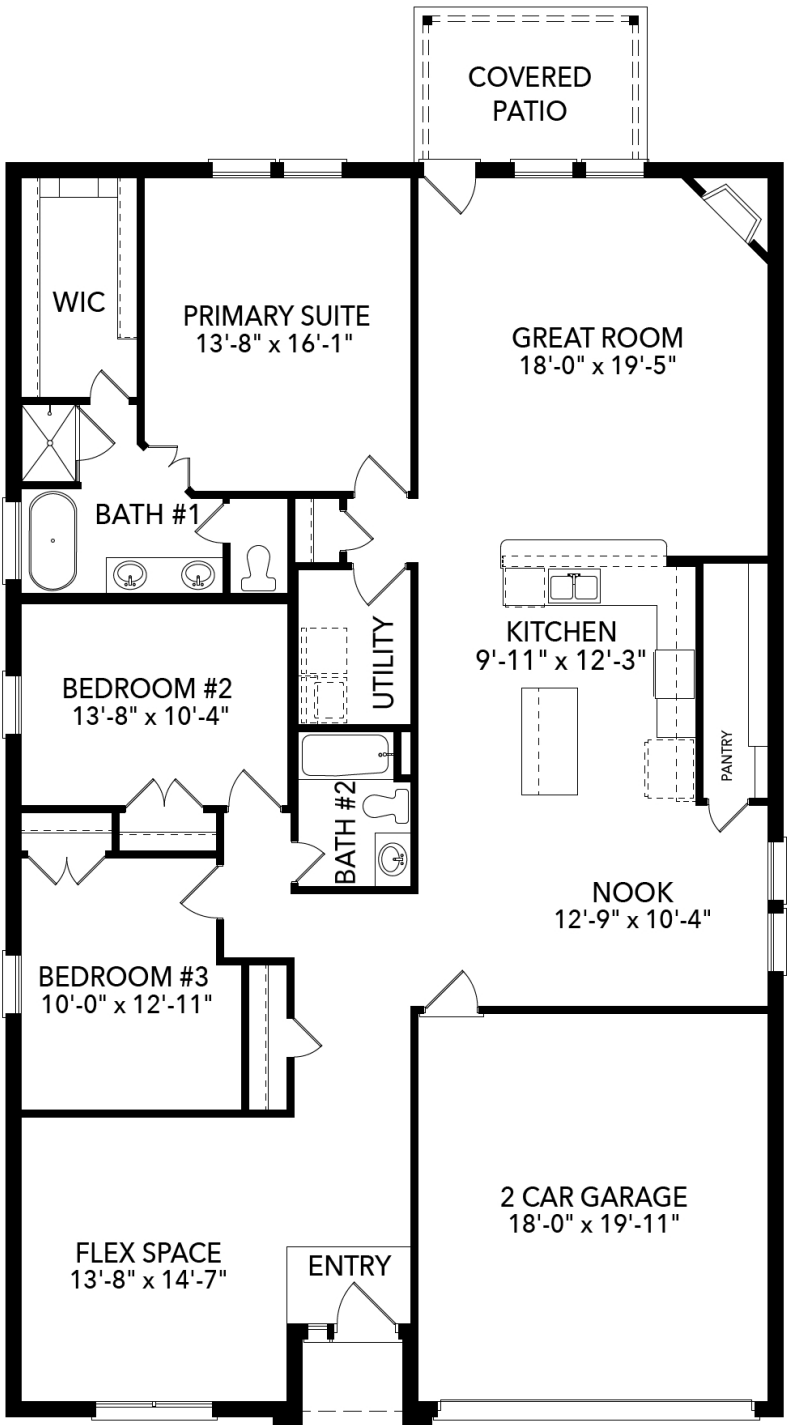 COVERED
PATIO
WIC
PRIMARY SUITE
13'-8" x 16'-1"
GREAT ROOM
18'-0" x 19'-5"
BATH #1
KITCHEN
9'-11" x 12'-3"
UTILITY
BEDROOM #2
13'-8" x 10'-4"
PANTRY
BATH #2
NOOK
12'-9" x 10'-4"
BEDROOM #3
10'-0" x 12'-11"
2 CAR GARAGE
18'-0" x 19'-11"
FLEX SPACE
13'-8" x 14'-7"
ENTRY